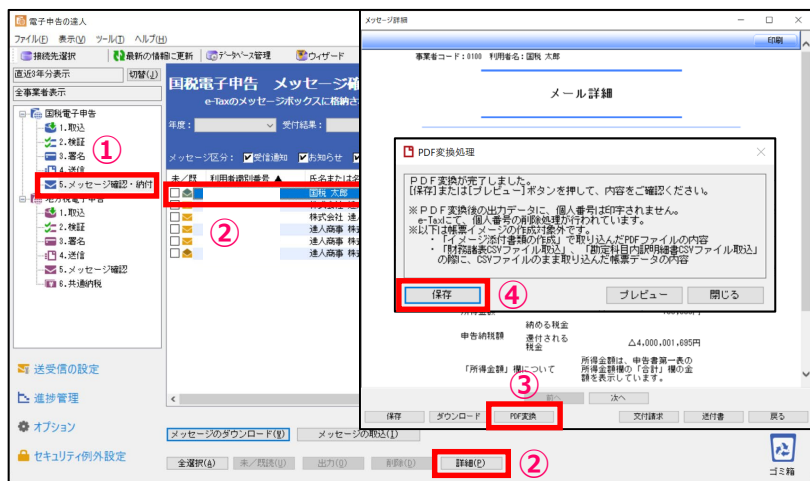 電子申告の達人
ファイル(F) 表示(V) ツール(T) ヘルプ(H)
接続先選択 最新の情報に更新 データベース管理 ウィザード
直近3年分表示 切替(J)
全事業者表示
国税電子申告
1.取込
2.検証
3.署名
4.送信
5.メッセージ確認・納付
地方税電子申告
1.取込
2.検証
3.署名
4.送信
5.メッセージ確認
6.共通納税
①
送受信の設定
進捗管理
オプション
セキュリティ例外設定
国税電子申告 メッセージ確
e-Taxのメッセージボックスに格納さ
年度： 受付結果：
メッセージ区分： 受信通知 お知らせ
未/既 利用者識別番号 ▲ 氏名または名
国税 太郎
株式会社 達
達人商事 株式
達人商事 株式
達人商事 株式
②
メッセージのダウンロード(W) メッセージの取込(I)
全選択(A) 未/既読(U) 出力(O) 削除(D) 詳細(P)
②
ゴミ箱
メッセージ詳細
印刷
事業者コード：0100 利用者名：国税 太郎
メール詳細
PDF変換処理
ＰＤＦ変換が完了しました。
[保存]または[プレビュー]ボタンを押して、内容をご確認ください。
※ＰＤＦ変換後の出力データに、個人番号は印字されません。
e-Taxにて、個人番号の削除処理が行われています。
※以下は帳票イメージの作成対象外です。
・「イメージ添付書類の作成」で取り込んだPDFファイルの内容
・「財務諸表CSVファイル取込」、「勘定科目内訳明細書CSVファイル取込」
の際に、CSVファイルのまま取り込んだ帳票データの内容
保存 プレビュー 閉じる
④
納める税金
申告納税額 還付される
税金 △4,000,001,695円
「所得金額」欄について 所得金額は、申告書第一表の
所得金額欄の「合計」欄の金
額を表示しています。
③
前へ 次へ
保存 ダウンロード PDF変換 交付請求 送付書 戻る